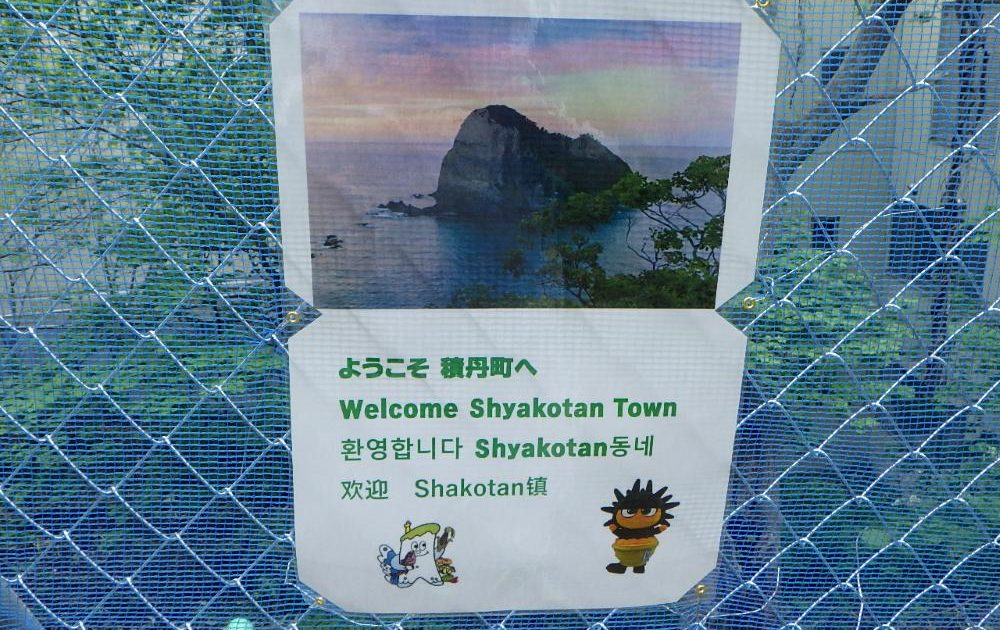 ようこそ 積丹町へ
Welcome Shyakotan Town
환영합니다 Shyakotan동네
欢迎 Shakotan镇